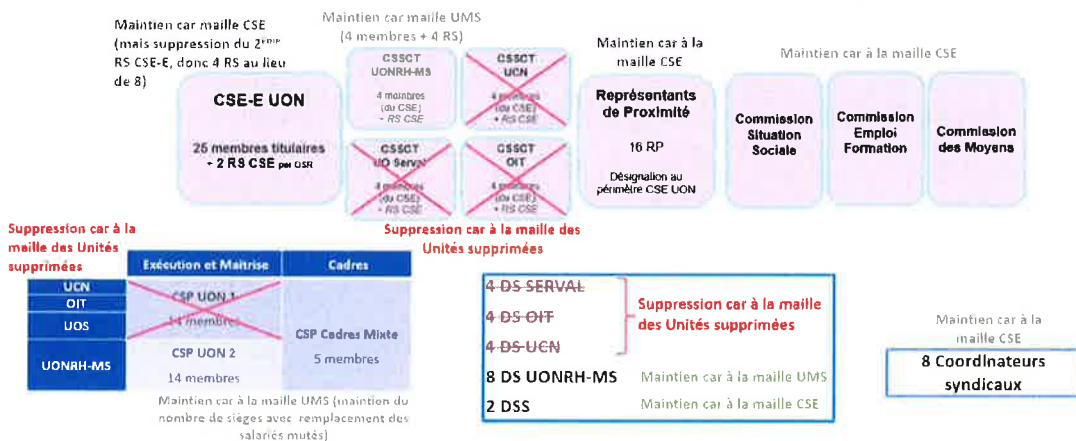 Maintien car maille CSE
(mais suppression du 2ème
RS CSE-E, donc 4 RS au lieu
de 8)
CSE-E UON
25 membres titulaires
+ 2 RS CSE par OSR
Maintien car maille UMS
(4 membres + 4 RS)
CSSCT
UONRH-MS
4 membres
(du CSE)
+ RS CSE
CSSCT
UCN
4 membres
(du CSE)
+ RS CSE
CSSCT
UO Serval
4 membres
(du CSE)
+ RS CSE
CSSCT
OIT
4 membres
(du CSE)
+ RS CSE
Suppression car à la maille des
Unités supprimées
Maintien car à la
maille CSE
Représentants
de Proximité
16 RP
Désignation au
périmètre CSE UON
Maintien car à la maille CSE
Commission
Situation
Sociale
Commission
Emploi
Formation
Commission
des Moyens
Suppression car à la
maille des Unités
supprimées
Exécution et Maitrise
Cadres
UCN
OIT
UOS
UONRH-MS
CSP UON 1
14 membres
CSP UON 2
14 membres
CSP Cadres Mixte
5 membres
Maintien car à la maille UMS (maintien du
nombre de sièges avec remplacement des
salariés mutés)
4 DS SERVAL
4 DS OIT
4 DS UCN
Suppression car à la maille
des Unités supprimées
8 DS UONRH-MS
Maintien car à la maille UMS
2 DSS
Maintien car à la maille CSE
Maintien car à la
maille CSE
8 Coordinateurs
syndicaux